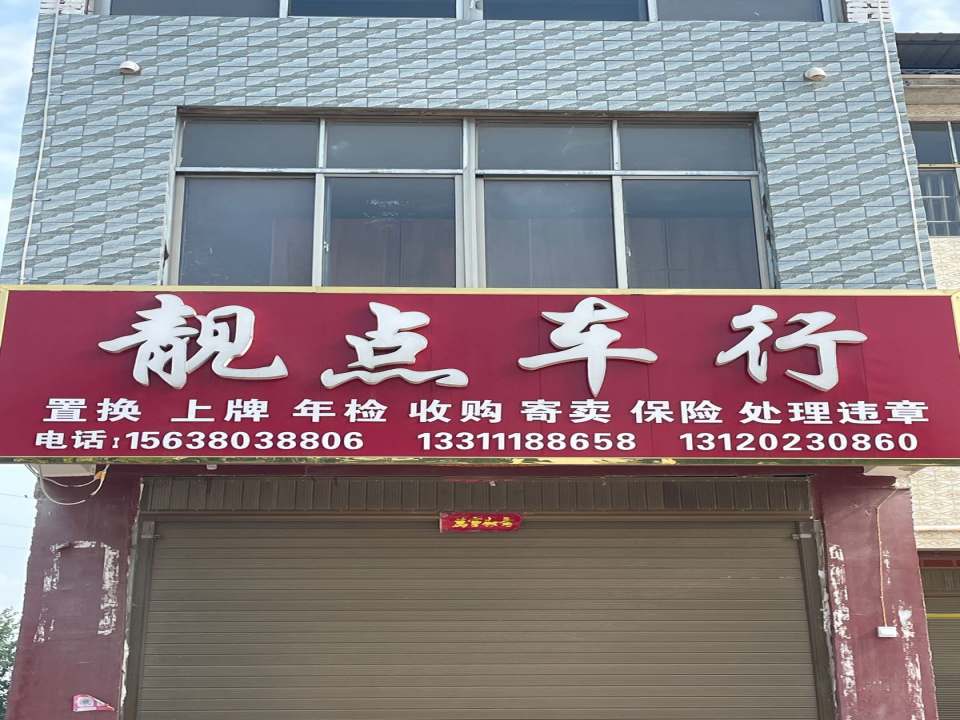 靓点车行
置换 上牌 年检 收购 寄卖 保险 处理违章
电话:15638038806 13311188658 13120230860